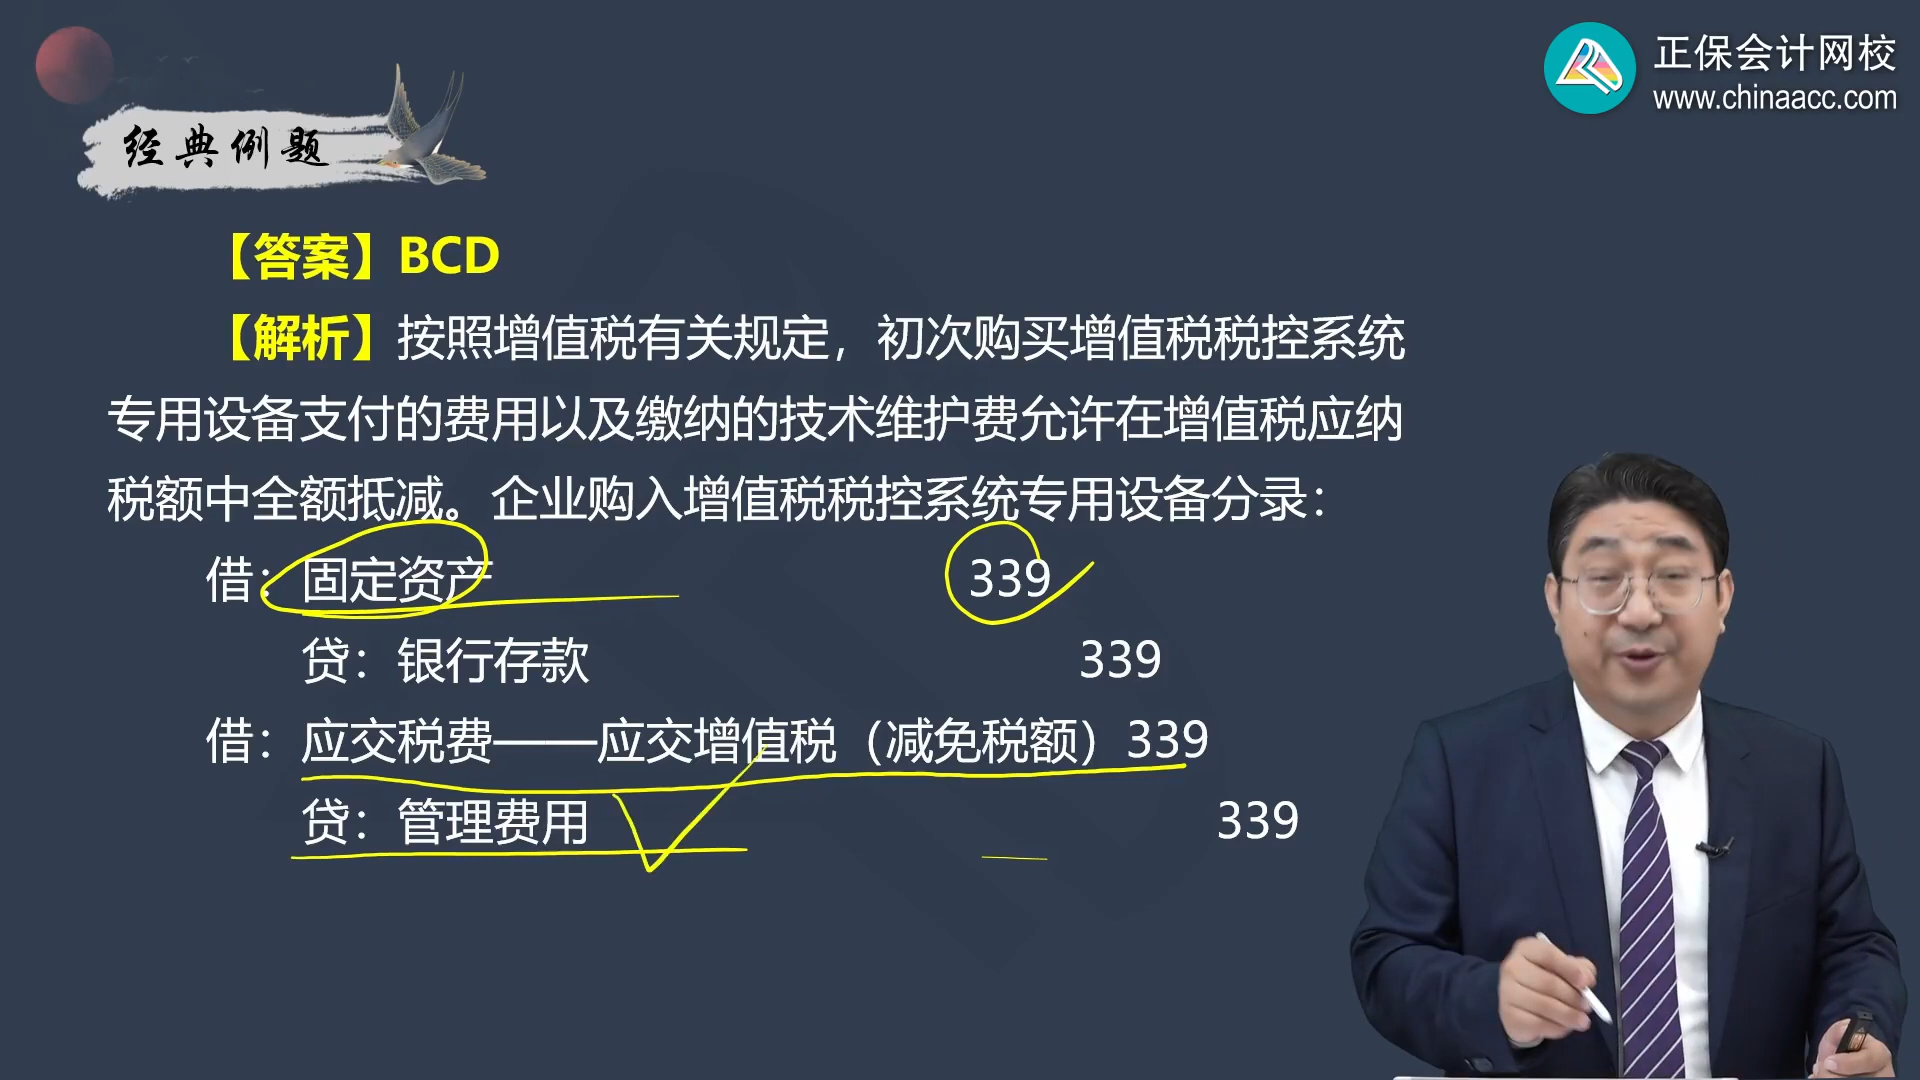 正保会计网校
www.chinaacc.com
经典例题
【答案】BCD
【解析】按照增值税有关规定，初次购买增值税税控系统
专用设备支付的费用以及缴纳的技术维护费允许在增值税应纳
税额中全额抵减。企业购入增值税税控系统专用设备分录：
借：固定资产 339
贷：银行存款 339
借：应交税费——应交增值税（减免税额）339
贷：管理费用 339